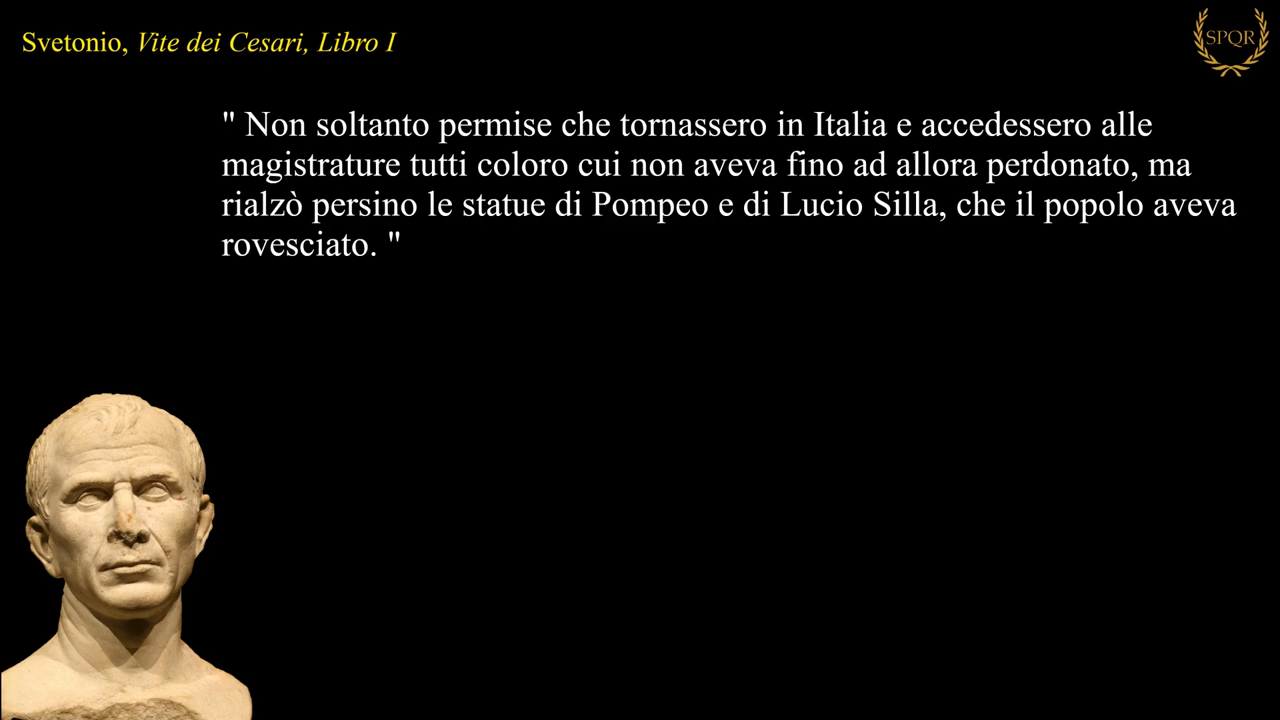 Svetonio, Vite dei Cesari, Libro I
SPQR
" Non soltanto permise che tornassero in Italia e accedessero alle
magistrature tutti coloro cui non aveva fino ad allora perdonato, ma
rialzò persino le statue di Pompeo e di Lucio Silla, che il popolo aveva
rovesciato. "